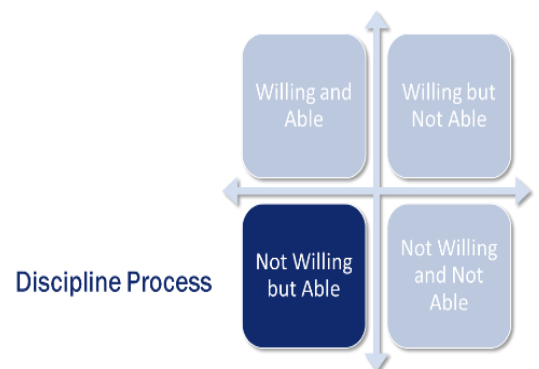 Willing and
Able
Willing but
Not Able
Discipline Process
Not Willing
but Able
Not Willing
and Not
Able